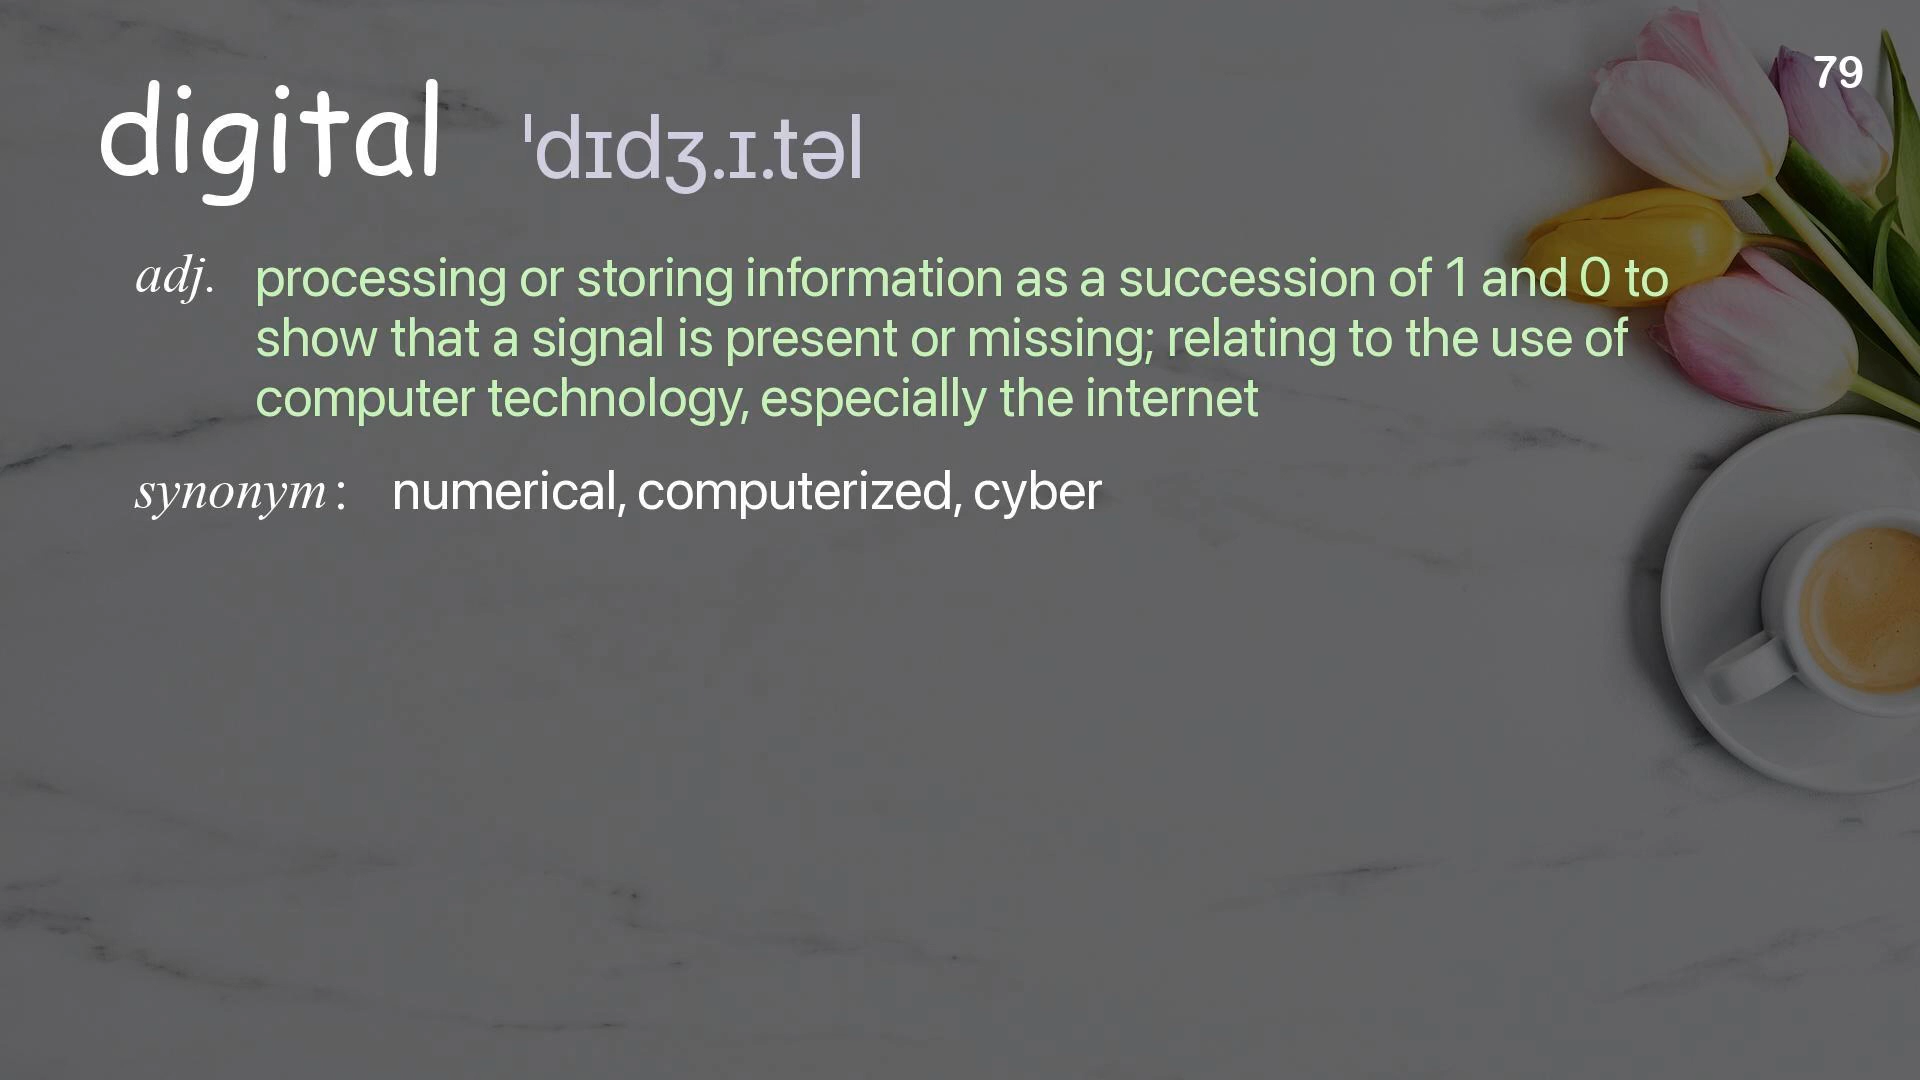 79
digital ˈdɪdʒ.ɪ.təl
adj. processing or storing information as a succession of 1 and 0 to
show that a signal is present or missing; relating to the use of
computer technology, especially the internet
synonym: numerical, computerized, cyber